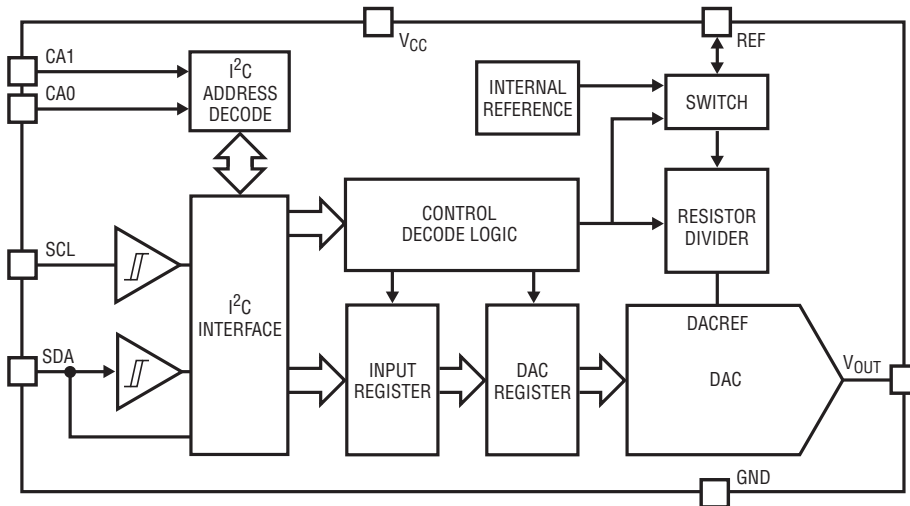 VCC
REF
CA1
CA0
I2C
ADDRESS
DECODE
INTERNAL
REFERENCE
SWITCH
CONTROL
DECODE LOGIC
RESISTOR
DIVIDER
SCL
I2C
INTERFACE
SDA
INPUT
REGISTER
DAC
REGISTER
DACREF
DAC
VOUT
GND